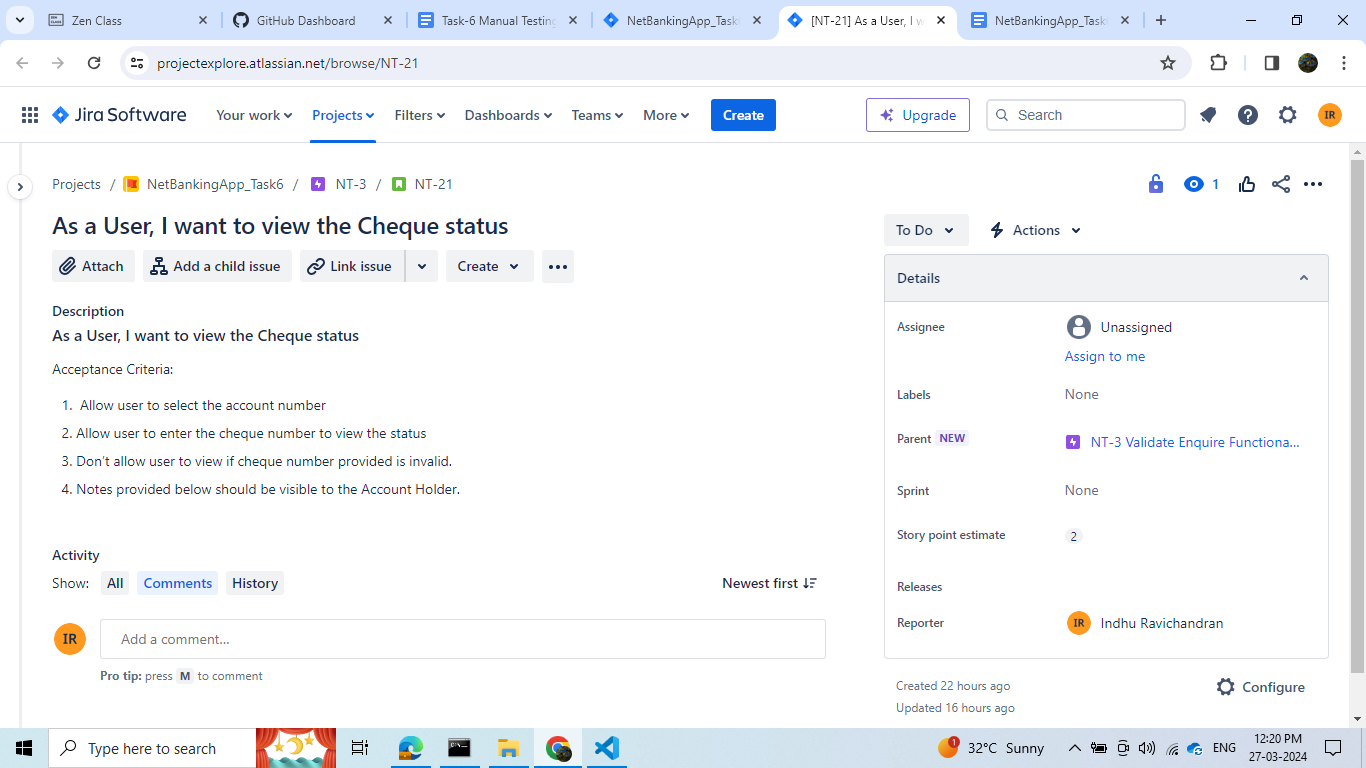 Zen Class
GitHub Dashboard
Task-6 Manual Testing
NetBankingApp_Task
[NT-21] As a User, I w
NetBankingApp_Task
projectexplore.atlassian.net/browse/NT-21
Jira Software
Your work
Projects
Filters
Dashboards
Teams
More
Create
Upgrade
Search
IR
Projects / NetBankingApp_Task6 / NT-3 / NT-21
1
As a User, I want to view the Cheque status
To Do
Actions
Attach
Add a child issue
Link issue
Create
Details
Description
As a User, I want to view the Cheque status
Acceptance Criteria:
1. Allow user to select the account number
2. Allow user to enter the cheque number to view the status
3. Don't allow user to view if cheque number provided is invalid.
4. Notes provided below should be visible to the Account Holder.
Assignee
Unassigned
Assign to me
Labels
None
Parent NEW
NT-3 Validate Enquire Functiona...
Sprint
None
Story point estimate
2
Releases
Reporter
IR Indhu Ravichandran
Activity
Show: All Comments History
Newest first
IR
Add a comment...
Pro tip: press M to comment
Created 22 hours ago
Updated 16 hours ago
Configure
Type here to search
1
32°C Sunny
ENG
12:20 PM
27-03-2024